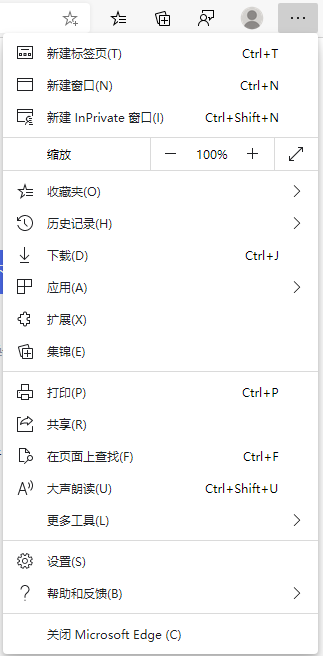 新建标签页(T) Ctrl+T
新建窗口(N) Ctrl+N
新建 InPrivate 窗口(I) Ctrl+Shift+N
缩放 — 100% +
收藏夹(O)
历史记录(H)
下载(D) Ctrl+J
应用(A)
扩展(X)
集锦(E)
打印(P) Ctrl+P
共享(R)
在页面上查找(F) Ctrl+F
大声朗读(U) Ctrl+Shift+U
更多工具(L)
设置(S)
帮助和反馈(B)
关闭 Microsoft Edge (C)